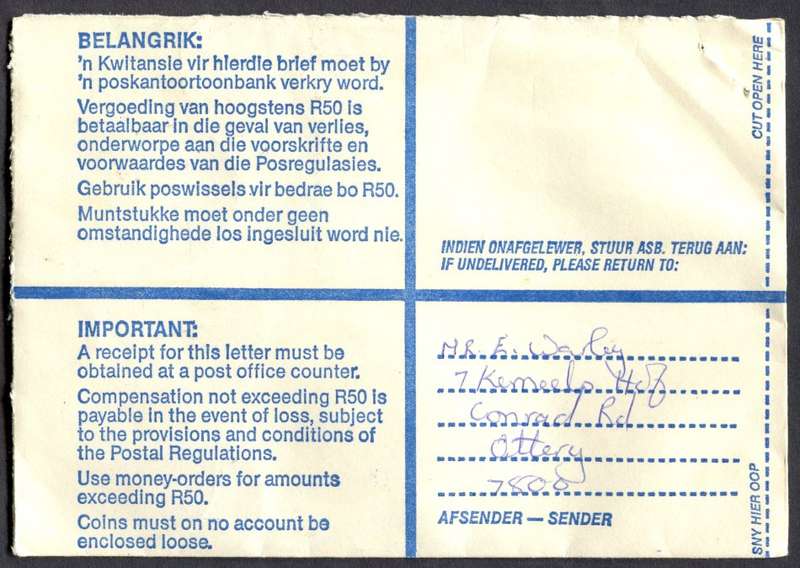 BELANGRIK:
'n Kwitansie vir hierdie brief moet by
'n poskantoortoonbank verkry word.
Vergoeding van hoogstens R50 is
betaalbaar in die geval van verlies,
onderworpe aan die voorskrifte en
voorwaardes van die Posregulasies.
Gebruik poswissels vir bedrae bo R50.
Muntstukke moet onder geen
omstandighede los ingesluit word nie.
CUT OPEN HERE
INDIEN ONAFGELEWER, STUUR ASB. TERUG AAN:
IF UNDELIVERED, PLEASE RETURN TO:
IMPORTANT:
A receipt for this letter must be
obtained at a post office counter.
Compensation not exceeding R50 is
payable in the event of loss, subject
to the provisions and conditions of
the Postal Regulations.
Use money-orders for amounts
exceeding R50.
Coins must on no account be
enclosed loose.
MR. E. Warley
7 Hof
Conrad Rd
Ottery
7800
AFSENDER — SENDER
SNY HIER OOP